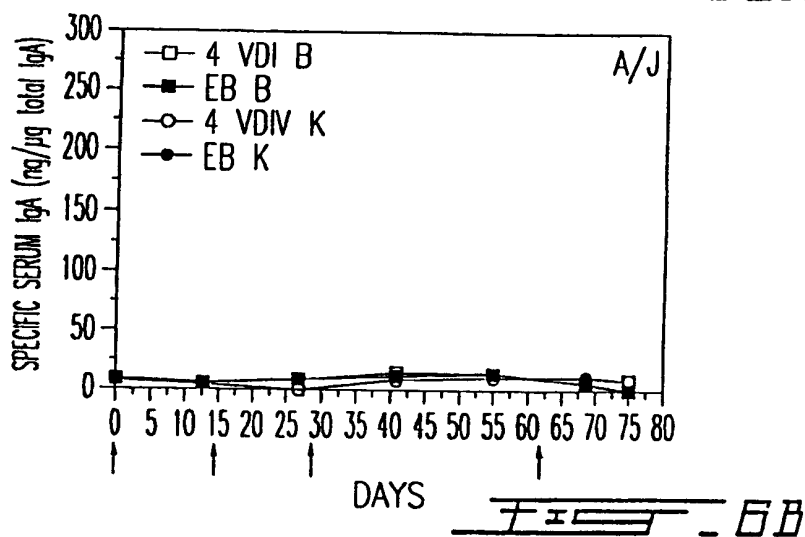 300
250
200
150
100
50
0
SPECIFIC SERUM IgA (ng/µg total IgA)
4 VDI B
EB B
4 VDIV K
EB K
A/J
0 5 10 15 20 25 30 35 40 45 50 55 60 65 70 75 80
DAYS
Fig_6B